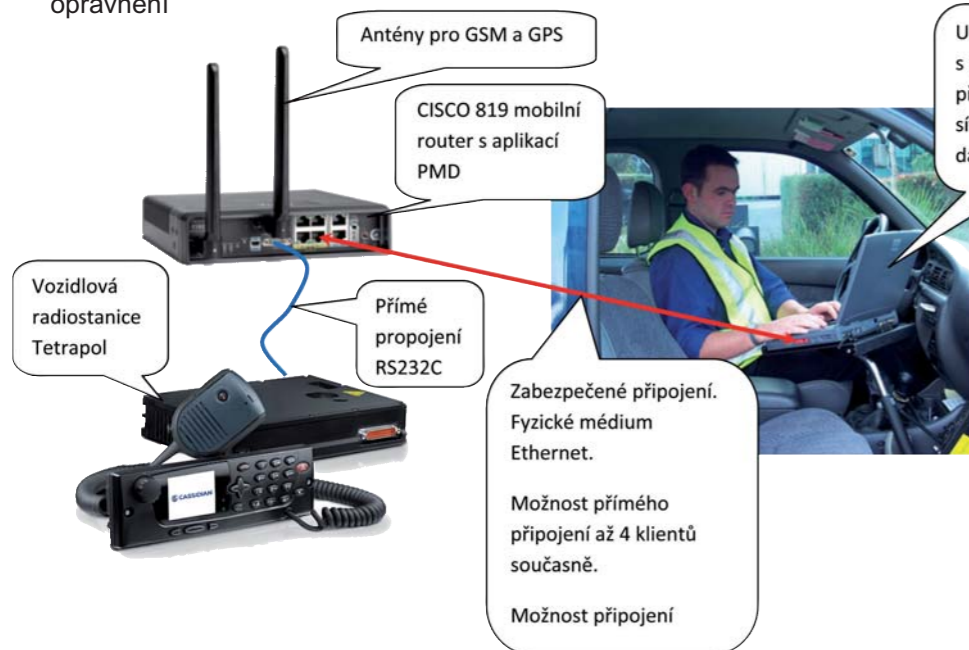 oprávnění
Antény pro GSM a GPS
CISCO 819 mobilní
router s aplikací
PMD
s
Vozidlová
radiostanice
Tetrapol
Přímé
propojení
RS232C
Zabezpečené připojení.
Fyzické médium
Ethernet.
Možnost přímého
připojení až 4 klientů
současně.
Možnost připojení
CASSIDIAN